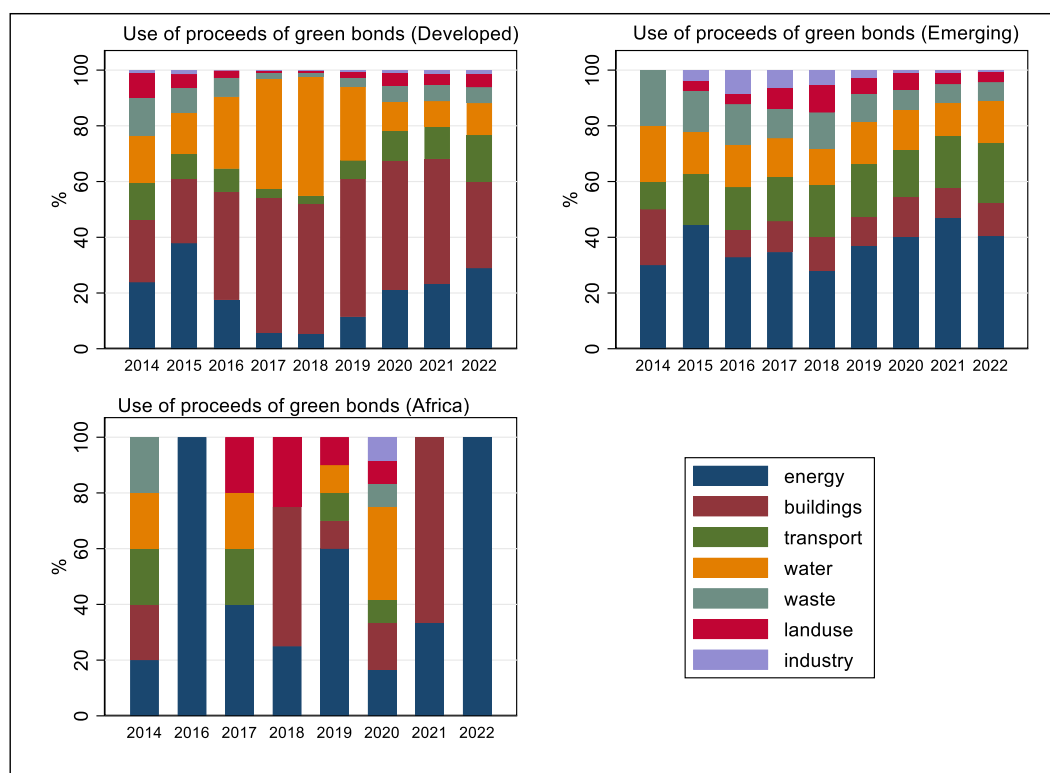 Use of proceeds of green bonds (Developed)
%
100
80
60
40
20
0
2014 2015 2016 2017 2018 2019 2020 2021 2022
Use of proceeds of green bonds (Emerging)
%
100
80
60
40
20
0
2014 2015 2016 2017 2018 2019 2020 2021 2022
Use of proceeds of green bonds (Africa)
%
100
80
60
40
20
0
2014 2016 2017 2018 2019 2020 2021 2022
energy
buildings
transport
water
waste
landuse
industry